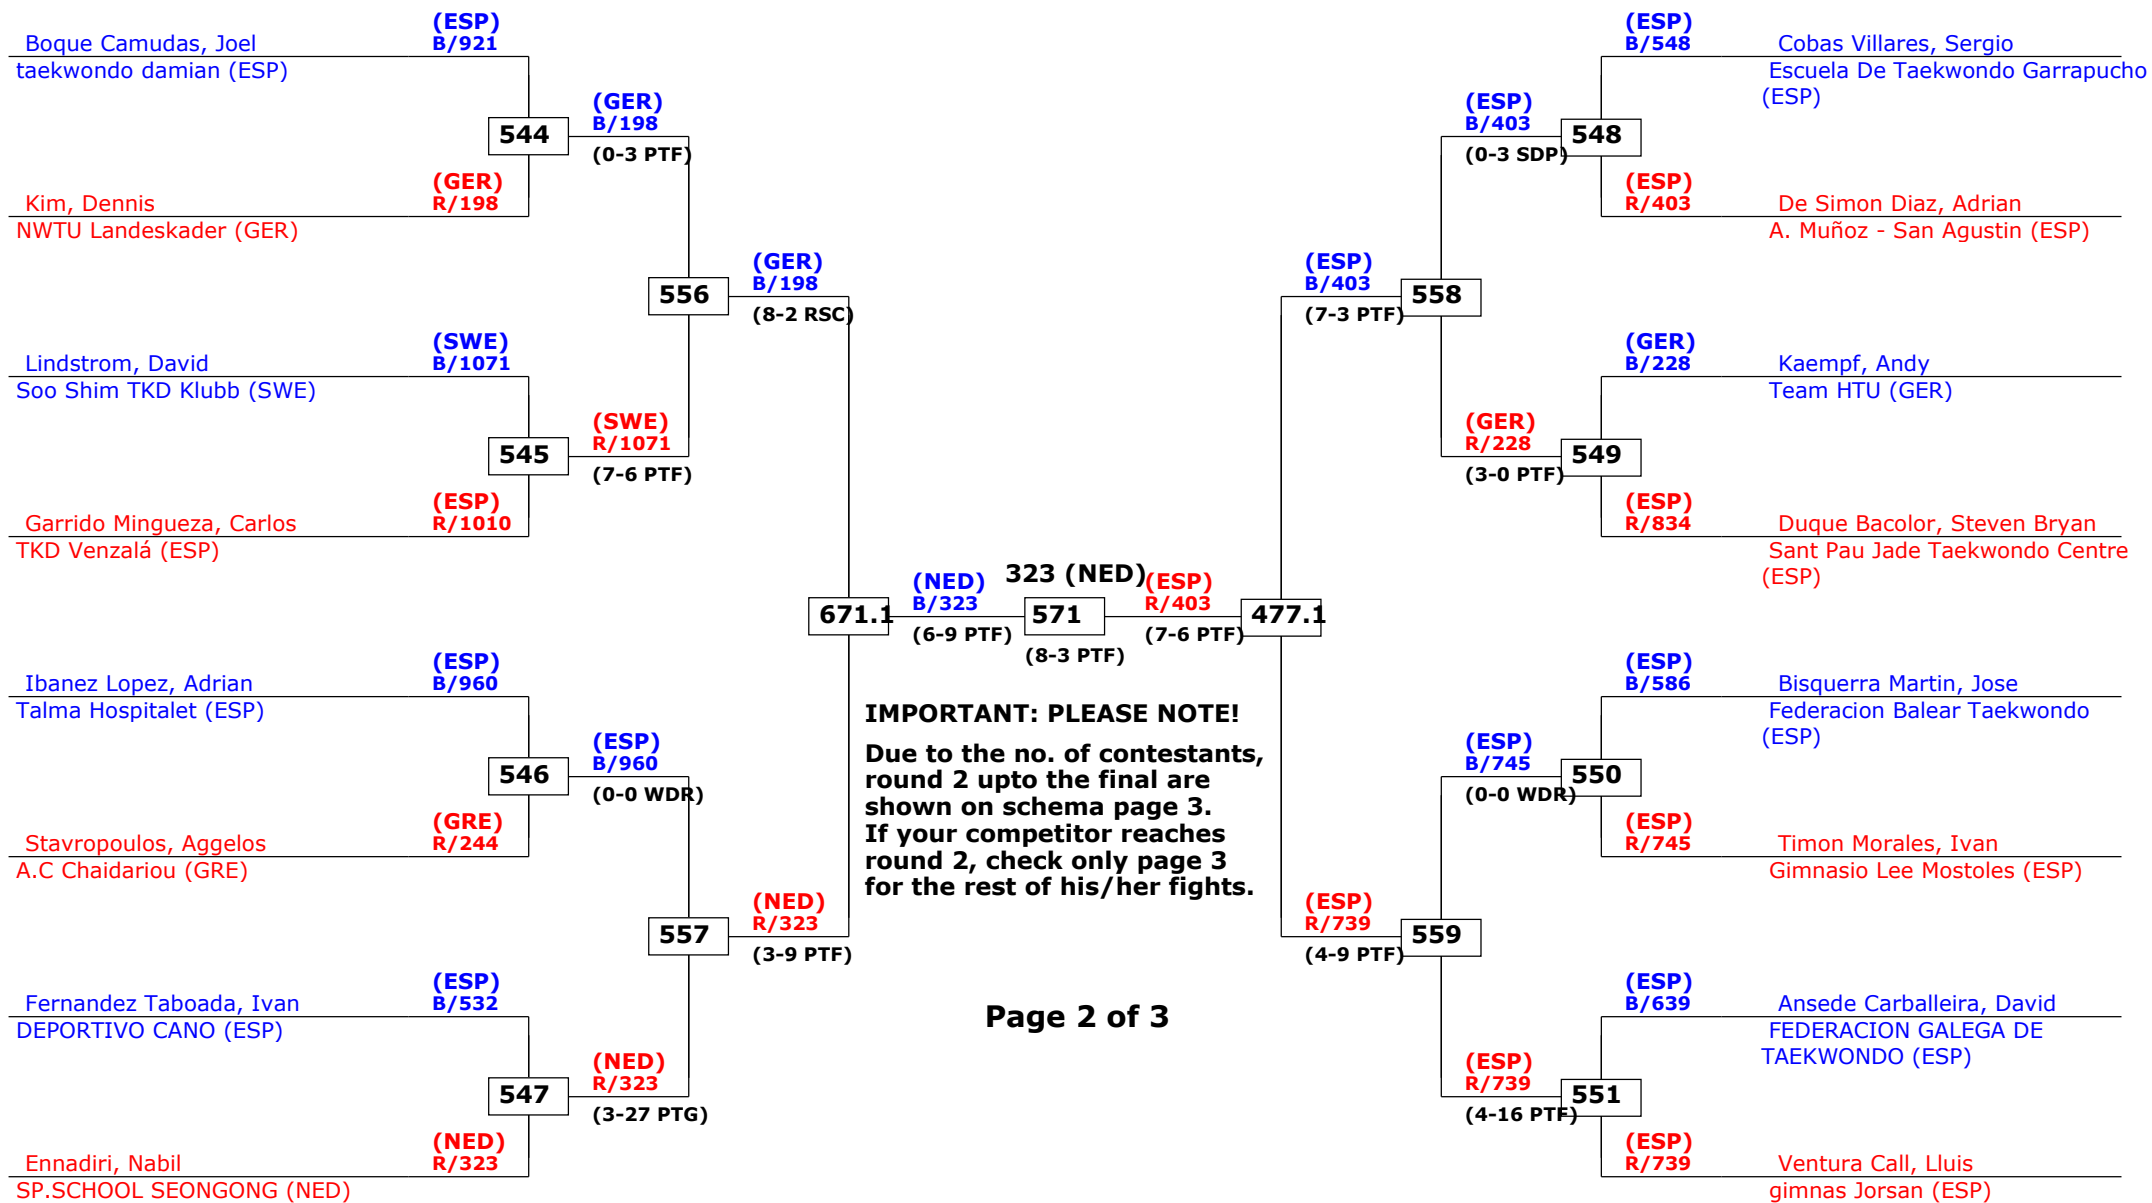 (ESP)
Boque Camudas, Joel B/921
taekwondo damian (ESP)
544
(GER)
B/198
(0-3 PTF)
(GER)
Kim, Dennis R/198
NWTU Landeskader (GER)
556
(GER)
B/198
(8-2 RSC)
(SWE)
Lindstrom, David B/1071
Soo Shim TKD Klubb (SWE)
545
(SWE)
R/1071
(7-6 PTF)
(ESP)
Garrido Mingueza, Carlos R/1010
TKD Venzalá (ESP)
671.1
(NED)
B/323
(6-9 PTF)
323 (NED)
571
(8-3 PTF)
(ESP)
R/403
(7-6 PTF)
477.1
(ESP)
Ibanez Lopez, Adrian B/960
Talma Hospitalet (ESP)
546
(ESP)
B/960
(0-0 WDR)
(GRE)
Stavropoulos, Aggelos R/244
A.C Chaidariou (GRE)
557
(NED)
R/323
(3-9 PTF)
(ESP)
Fernandez Taboada, Ivan B/532
DEPORTIVO CANO (ESP)
547
(NED)
R/323
(3-27 PTG)
(NED)
Ennadiri, Nabil R/323
SP.SCHOOL SEONGONG (NED)
IMPORTANT: PLEASE NOTE!
Due to the no. of contestants,
round 2 upto the final are
shown on schema page 3.
If your competitor reaches
round 2, check only page 3
for the rest of his/her fights.
Page 2 of 3
(ESP)
B/548 Cobas Villares, Sergio
Escuela De Taekwondo Garrapucho
(ESP)
(ESP)
B/403
(0-3 SDP)
548
(ESP)
R/403 De Simon Diaz, Adrian
A. Muñoz - San Agustin (ESP)
(ESP)
B/403
(7-3 PTF)
558
(GER)
B/228 Kaempf, Andy
Team HTU (GER)
(GER)
R/228
(3-0 PTF)
549
(ESP)
R/834 Duque Bacolor, Steven Bryan
Sant Pau Jade Taekwondo Centre
(ESP)
(ESP)
B/586 Bisquerra Martin, Jose
Federacion Balear Taekwondo
(ESP)
(ESP)
B/745
(0-0 WDR)
550
(ESP)
R/745 Timon Morales, Ivan
Gimnasio Lee Mostoles (ESP)
(ESP)
R/739
(4-9 PTF)
559
(ESP)
B/639 Ansede Carballeira, David
FEDERACION GALEGA DE
TAEKWONDO (ESP)
(ESP)
R/739
(4-16 PTF)
551
(ESP)
R/739 Ventura Call, Lluis
gimnas Jorsan (ESP)